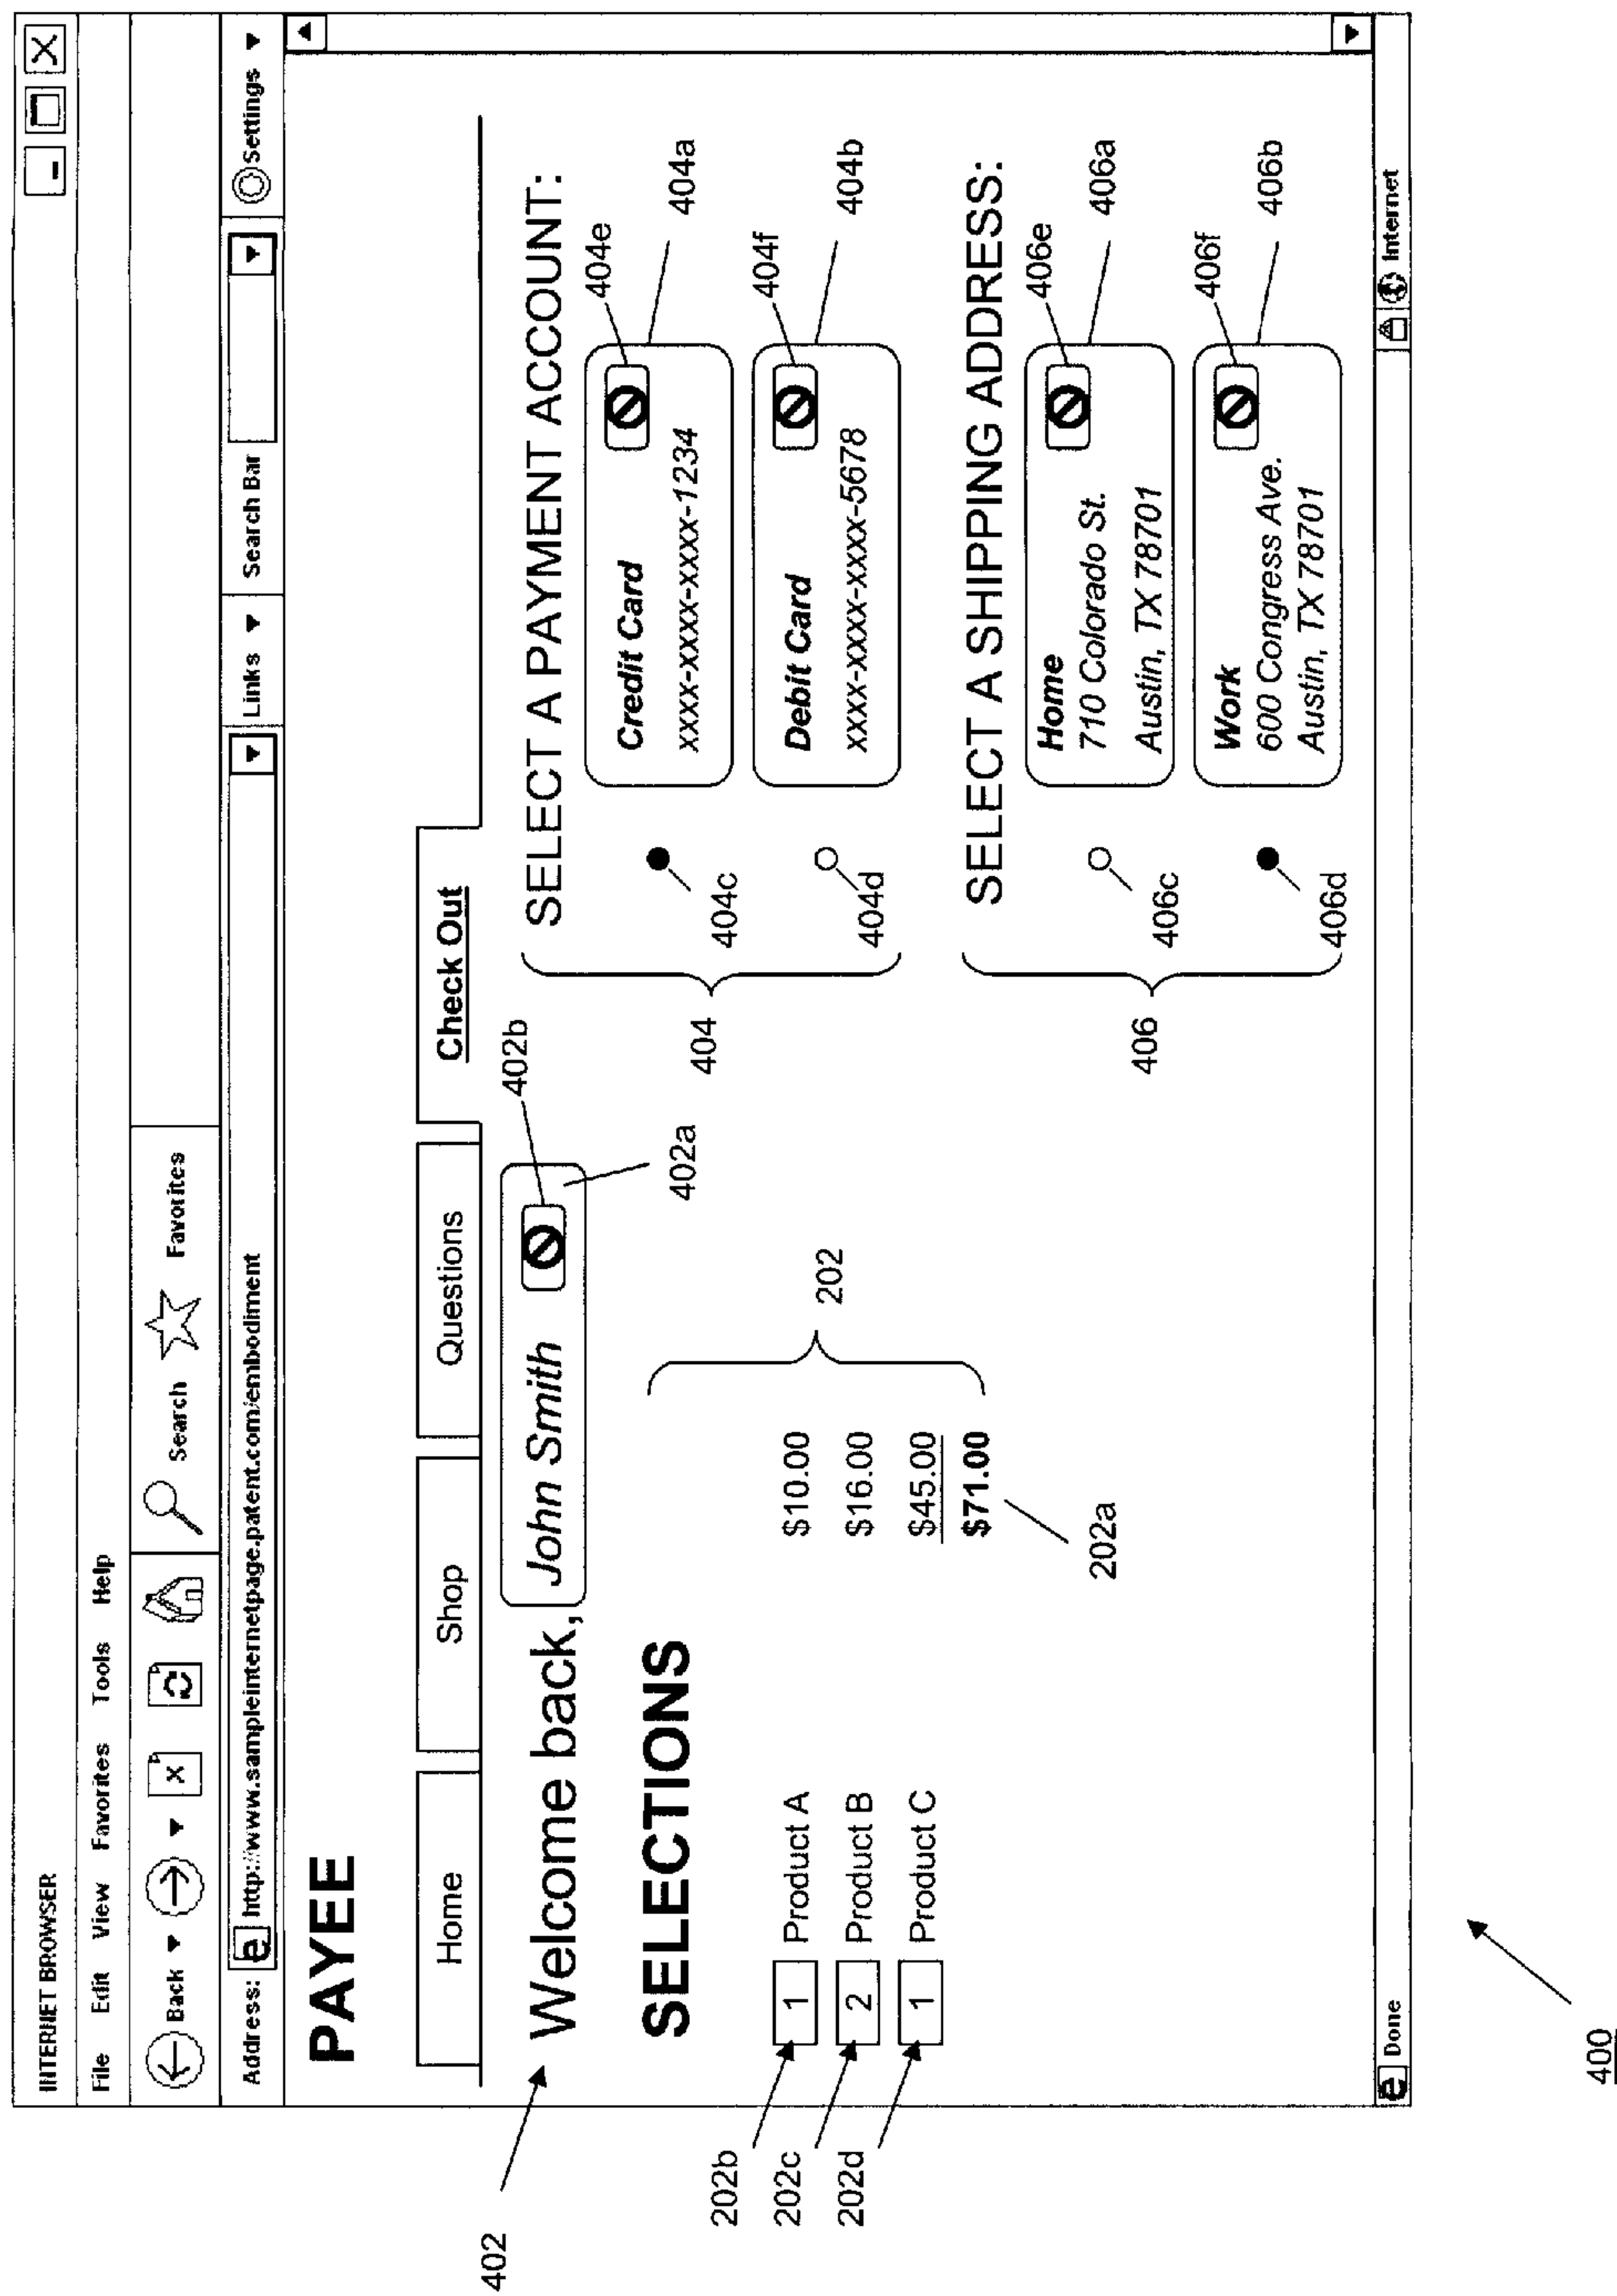 INTERNET BROWSER
File Edit View Favorites Tools Help
Back Search Favorites
Address: http://www.sampleinternetpage.patent.com/embodiment Links Search Bar Settings
PAYEE
Home Shop Questions Check Out
402
Welcome back, John Smith
402b
402a
SELECTIONS
202b 1 Product A $10.00
202c 2 Product B $16.00
202d 1 Product C $45.00
$71.00
202
202a
SELECT A PAYMENT ACCOUNT:
404e
Credit Card
xxxx-xxxx-xxxx-1234
404a
404c
404f
404
Debit Card
xxxx-xxxx-xxxx-5678
404b
404d
SELECT A SHIPPING ADDRESS:
406e
Home
710 Colorado St.
Austin, TX 78701
406a
406c
406
406f
Work
600 Congress Ave.
Austin, TX 78701
406b
406d
Done Internet
400